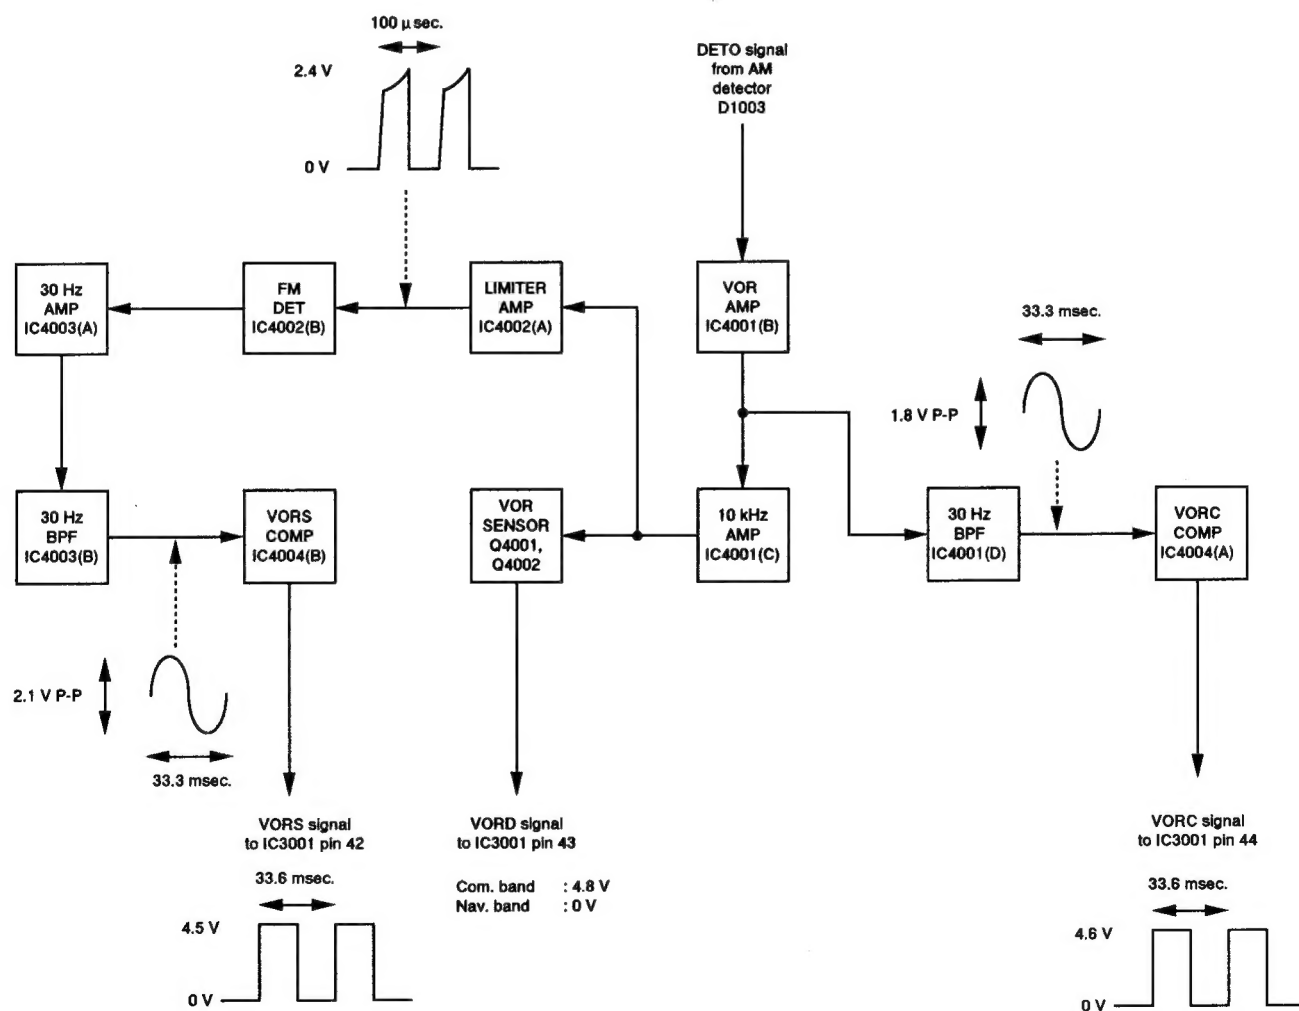 100 µ sec.
2.4 V
0 V
DETO signal
from AM
detector
D1003
30 Hz
AMP
IC4003(A)
FM
DET
IC4002(B)
LIMITER
AMP
IC4002(A)
VOR
AMP
IC4001(B)
33.3 msec.
1.8 V P-P
30 Hz
BPF
IC4003(B)
VORS
COMP
IC4004(B)
VOR
SENSOR
Q4001,
Q4002
10 kHz
AMP
IC4001(C)
30 Hz
BPF
IC4001(D)
VORC
COMP
IC4004(A)
2.1 V P-P
33.3 msec.
VORS signal
to IC3001 pin 42
33.6 msec.
4.5 V
0 V
VORD signal
to IC3001 pin 43
Com. band : 4.8 V
Nav. band : 0 V
VORC signal
to IC3001 pin 44
33.6 msec.
4.6 V
0 V